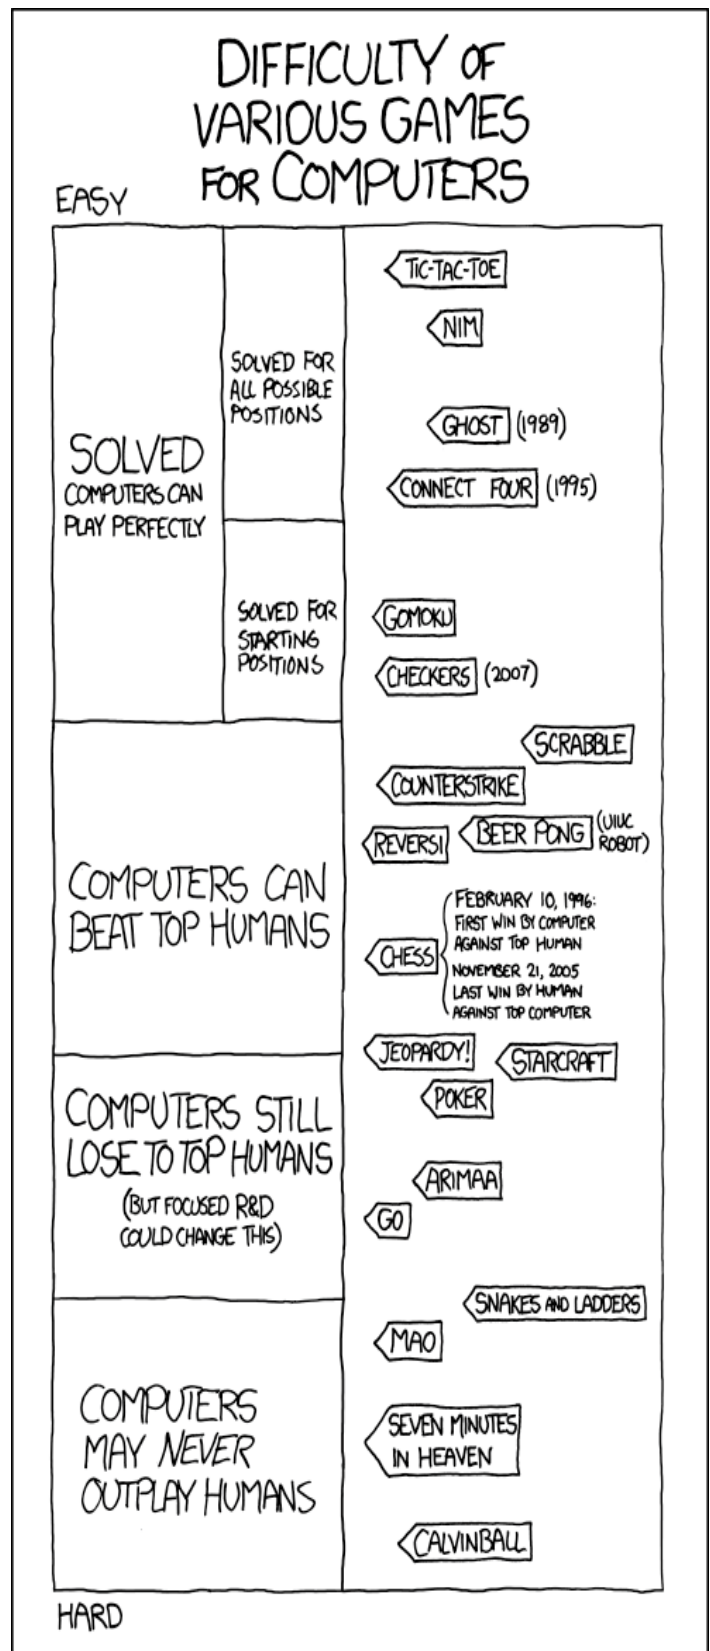 DIFFICULTY OF
VARIOUS GAMES
FOR COMPUTERS
EASY
SOLVED
COMPUTERS CAN
PLAY PERFECTLY
SOLVED FOR
ALL POSSIBLE
POSITIONS
TIC-TAC-TOE
NIM
GHOST (1989)
CONNECT FOUR (1995)
SOLVED FOR
STARTING
POSITIONS
GOMOKU
CHECKERS (2007)
COMPUTERS CAN
BEAT TOP HUMANS
SCRABBLE
COUNTERSTRIKE
REVERSI
BEER PONG (UIUC
ROBOT)
CHESS
FEBRUARY 10, 1996:
FIRST WIN BY COMPUTER
AGAINST TOP HUMAN
NOVEMBER 21, 2005
LAST WIN BY HUMAN
AGAINST TOP COMPUTER
COMPUTERS STILL
LOSE TO TOP HUMANS
(BUT FOCUSED R&D
COULD CHANGE THIS)
JEOPARDY!
STARCRAFT
POKER
ARIMAA
GO
COMPUTERS
MAY NEVER
OUTPLAY HUMANS
SNAKES AND LADDERS
MAO
SEVEN MINUTES
IN HEAVEN
CALVINBALL
HARD